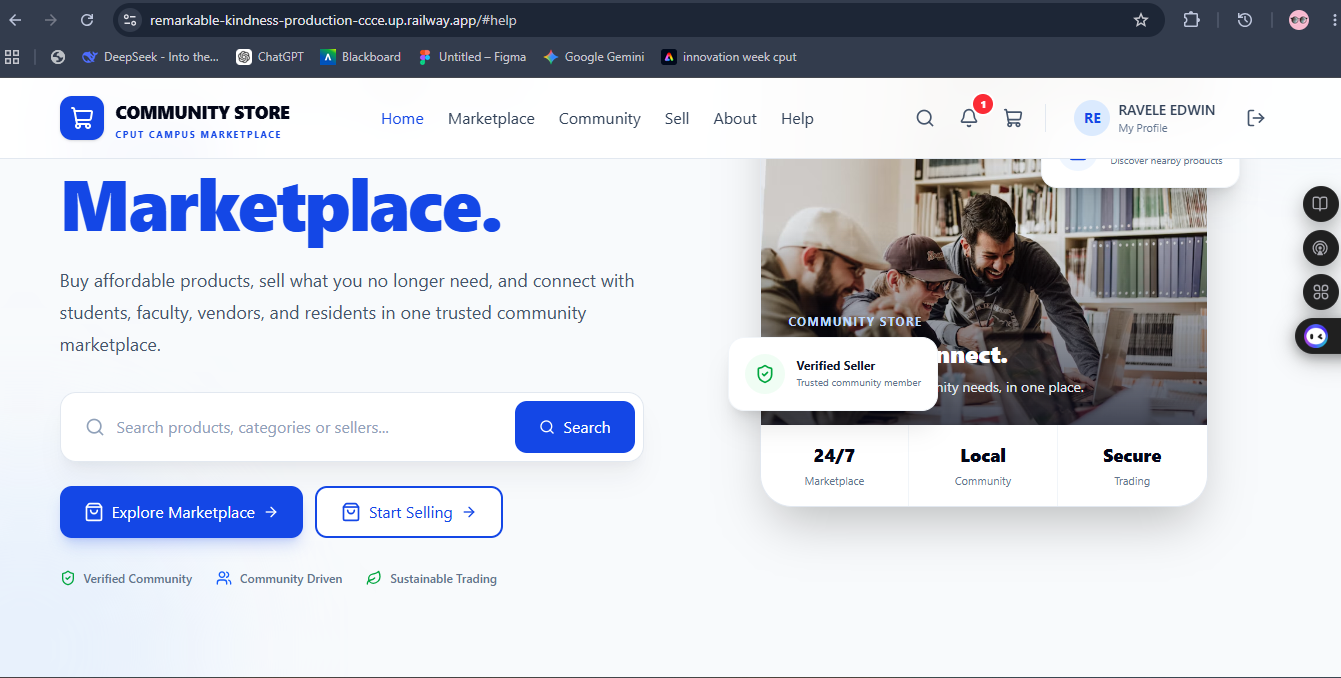 remarkable-kindness-production-ccce.up.railway.app/#help
DeepSeek - Into the...
ChatGPT
Blackboard
Untitled – Figma
Google Gemini
innovation week cput
COMMUNITY STORE
CPUT CAMPUS MARKETPLACE
Home
Marketplace
Community
Sell
About
Help
1
RE
RAVELE EDWIN
My Profile
Discover nearby products
Marketplace.
Buy affordable products, sell what you no longer need, and connect with
students, faculty, vendors, and residents in one trusted community
marketplace.
Search products, categories or sellers...
Search
Explore Marketplace
Start Selling
Verified Community
Community Driven
Sustainable Trading
COMMUNITY STORE
Verified Seller
Trusted community member
needs, in one place.
24/7
Marketplace
Local
Community
Secure
Trading